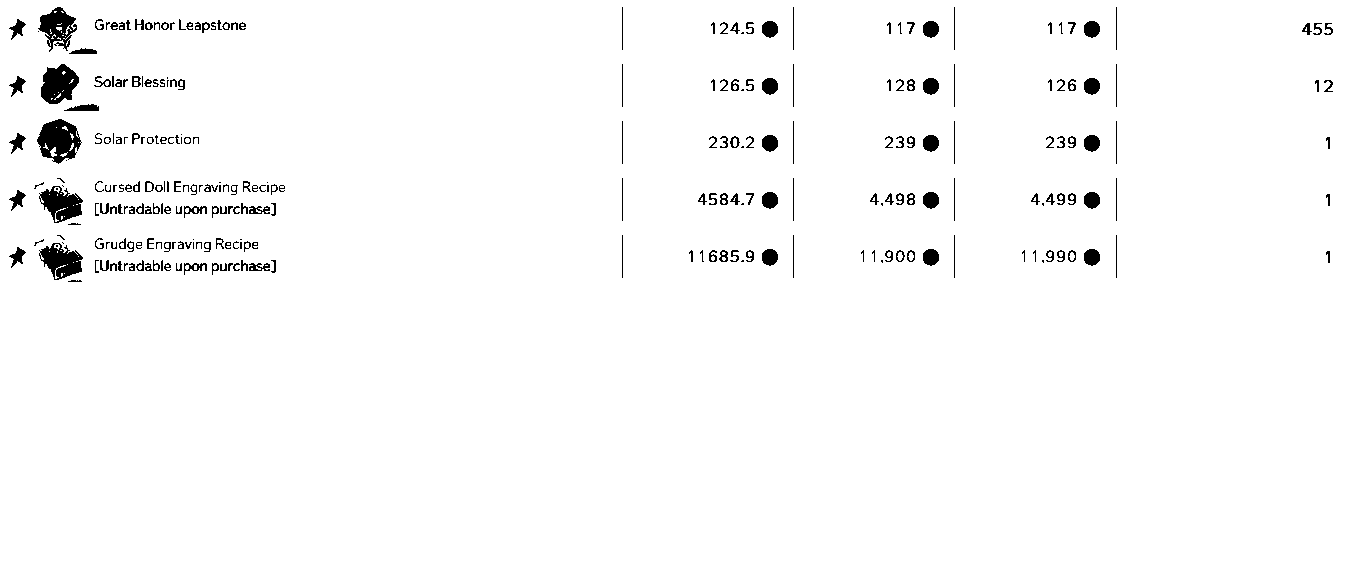 Great Honor Leapstone 124.5 117 117 455
Solar Blessing 126.5 128 126 12
Solar Protection 230.2 239 239 1
Cursed Doll Engraving Recipe
[Untradable upon purchase] 4584.7 4,498 4,499 1
Grudge Engraving Recipe
[Untradable upon purchase] 11685.9 11,900 11,990 1